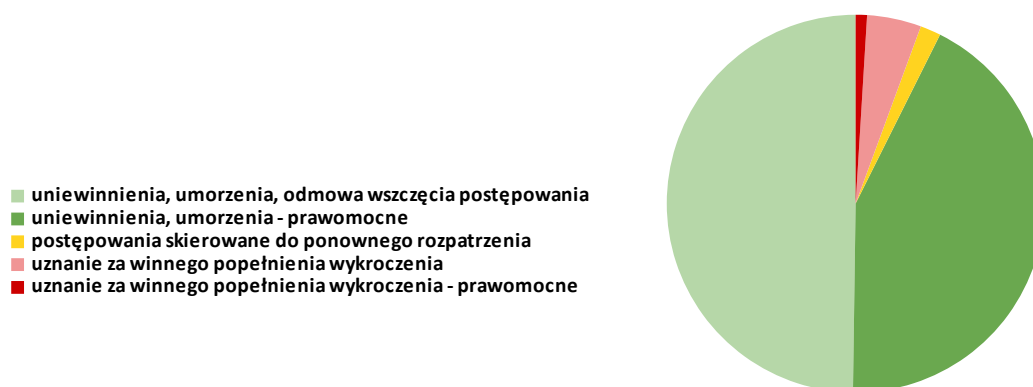 uniewinnienia, umorzenia, odmowa wszczęcia postępowania
uniewinnienia, umorzenia - prawomocne
postępowania skierowane do ponownego rozpatrzenia
uznanie za winnego popełnienia wykroczenia
uznanie za winnego popełnienia wykroczenia - prawomocne